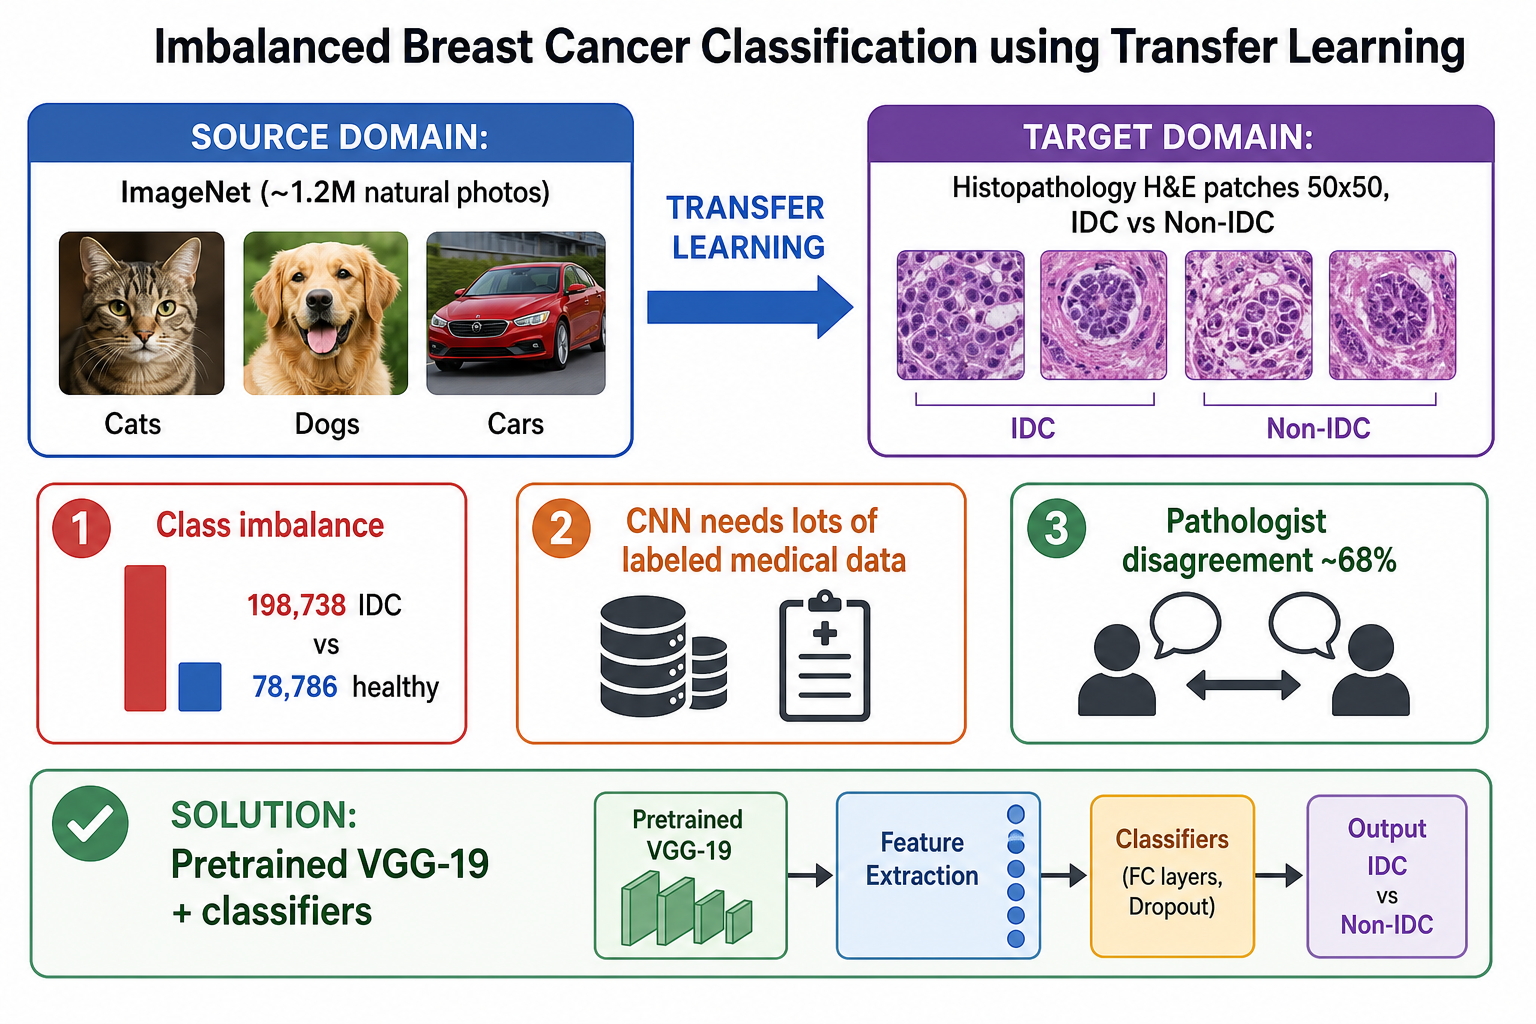 Imbalanced Breast Cancer Classification using Transfer Learning
SOURCE DOMAIN:
ImageNet (~1.2M natural photos)
Cats
Dogs
Cars
TRANSFER
LEARNING
TARGET DOMAIN:
Histopathology H&E patches 50x50,
IDC vs Non-IDC
IDC
Non-IDC
1
Class imbalance
198,738 IDC
vs
78,786 healthy
2
CNN needs lots of
labeled medical data
3
Pathologist
disagreement ~68%
SOLUTION:
Pretrained VGG-19
+ classifiers
Pretrained
VGG-19
Feature
Extraction
Classifiers
(FC layers,
Dropout)
Output
IDC
vs
Non-IDC